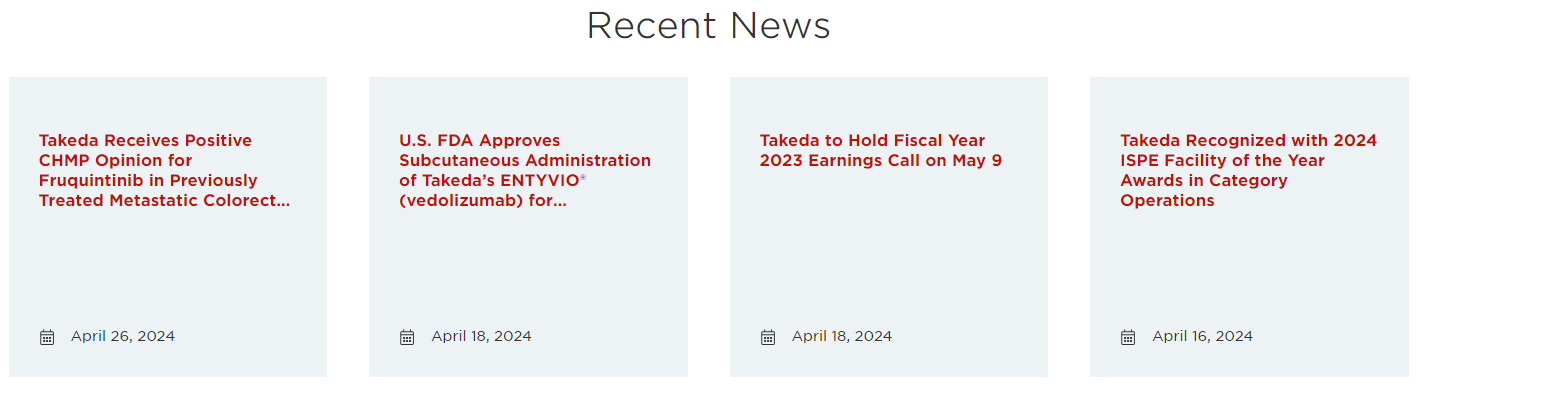 Recent News
Takeda Receives Positive
CHMP Opinion for
Fruquintinib in Previously
Treated Metastatic Colorect...
April 26, 2024
U.S. FDA Approves
Subcutaneous Administration
of Takeda’s ENTYVIO®
(vedolizumab) for...
April 18, 2024
Takeda to Hold Fiscal Year
2023 Earnings Call on May 9
April 18, 2024
Takeda Recognized with 2024
ISPE Facility of the Year
Awards in Category
Operations
April 16, 2024